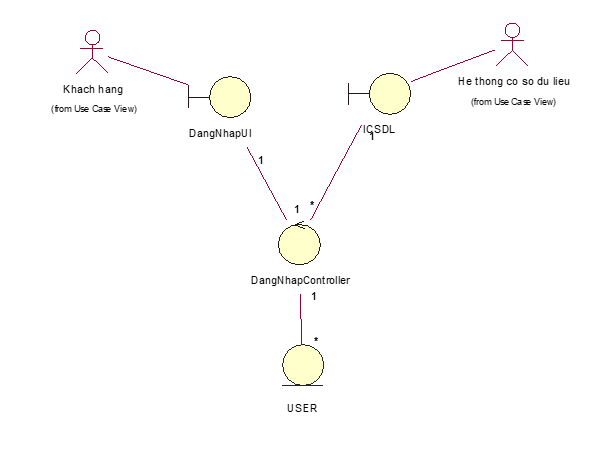 Khach hang
(from Use Case View)
He thong co so du lieu
(from Use Case View)
DangNhapUI
ICSDL
1
1
1
*
DangNhapController
1
*
USER